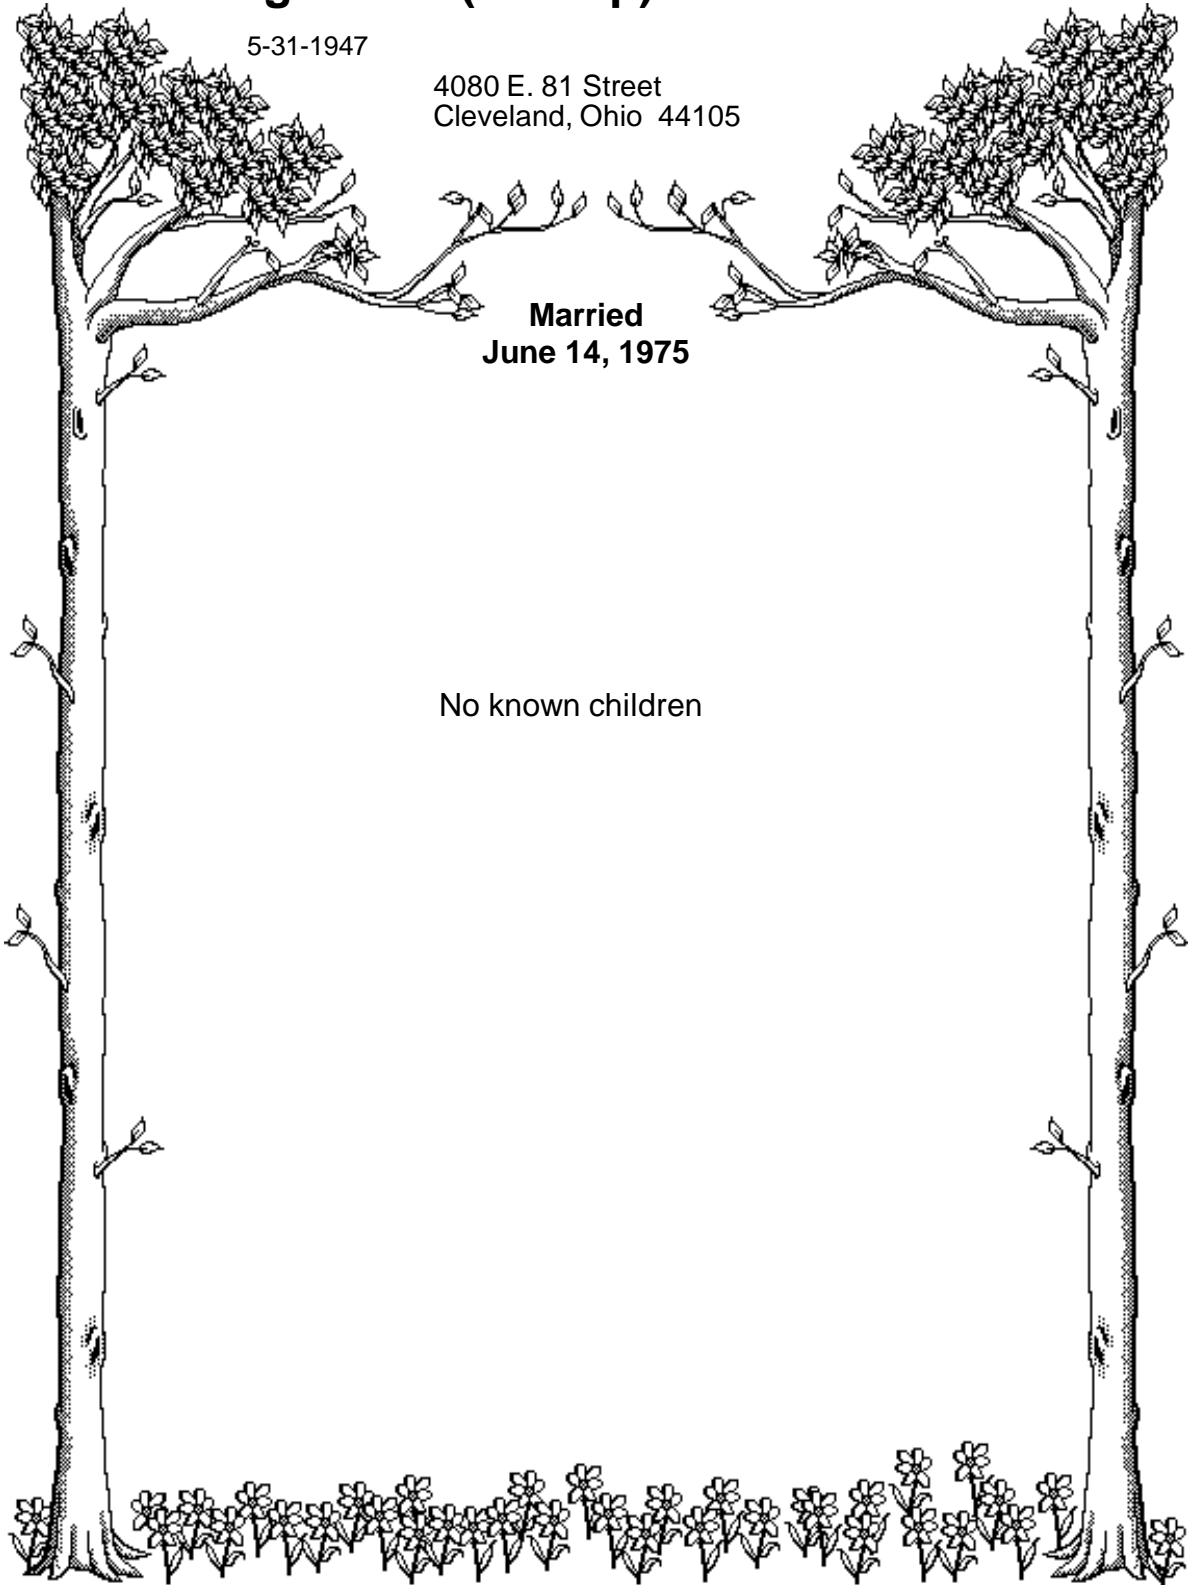 5-31-1947
4080 E. 81 Street
Cleveland, Ohio  44105
Married
June 14, 1975
No known children